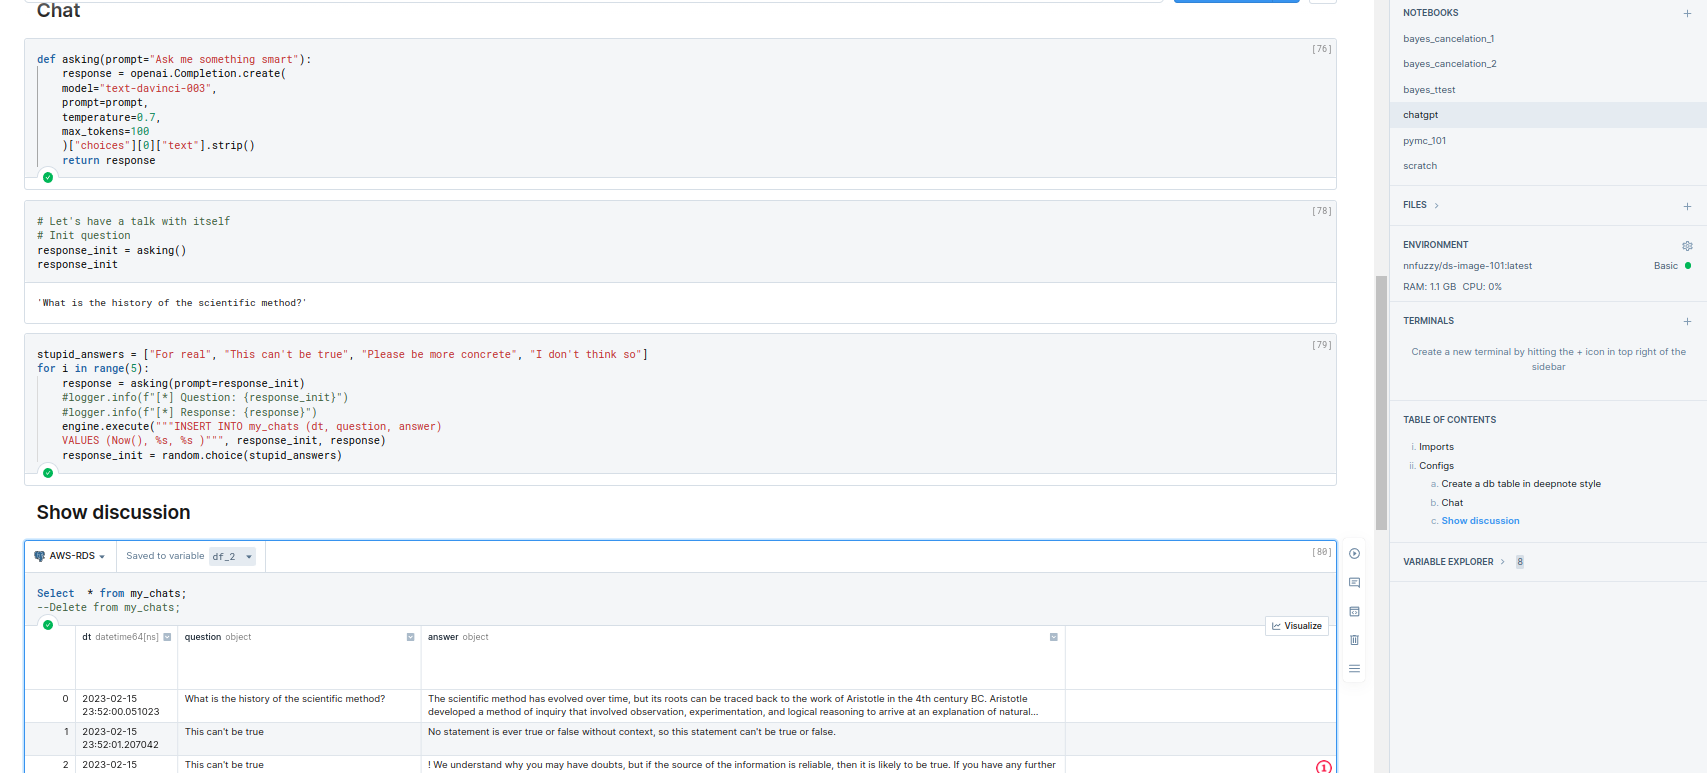 Chat
[76]
def asking(prompt="Ask me something smart"):
    response = openai.Completion.create(
    model="text-davinci-003",
    prompt=prompt,
    temperature=0.7,
    max_tokens=100
    )["choices"][0]["text"].strip()
    return response
[78]
# Let's have a talk with itself
# Init question
response_init = asking()
response_init
'What is the history of the scientific method?'
[79]
stupid_answers = ["For real", "This can't be true", "Please be more concrete", "I don't think so"]
for i in range(5):
    response = asking(prompt=response_init)
    #logger.info(f"[*] Question: {response_init}")
    #logger.info(f"[*] Response: {response}")
    engine.execute("""INSERT INTO my_chats (dt, question, answer)
    VALUES (Now(), %s, %s )""", response_init, response)
    response_init = random.choice(stupid_answers)
Show discussion
AWS-RDS Saved to variable df_2 [80]
Select  * from my_chats;
--Delete from my_chats;
Visualize
dt datetime64[ns] question object answer object
0 2023-02-15 What is the history of the scientific method? The scientific method has evolved over time, but its roots can be traced back to the work of Aristotle in the 4th century BC. Aristotle
23:52:00.051023 developed a method of inquiry that involved observation, experimentation, and logical reasoning to arrive at an explanation of natural...
1 2023-02-15 This can't be true No statement is ever true or false without context, so this statement can't be true or false.
23:52:01.207042
2 2023-02-15 This can't be true ! We understand why you may have doubts, but if the source of the information is reliable, then it is likely to be true. If you have any further
1
NOTEBOOKS +
bayes_cancelation_1
bayes_cancelation_2
bayes_ttest
chatgpt
pymc_101
scratch
FILES > +
ENVIRONMENT
nnfuzzy/ds-image-101:latest Basic
RAM: 1.1 GB CPU: 0%
TERMINALS +
Create a new terminal by hitting the + icon in top right of the
sidebar
TABLE OF CONTENTS
i. Imports
ii. Configs
a. Create a db table in deepnote style
b. Chat
c. Show discussion
VARIABLE EXPLORER > 8